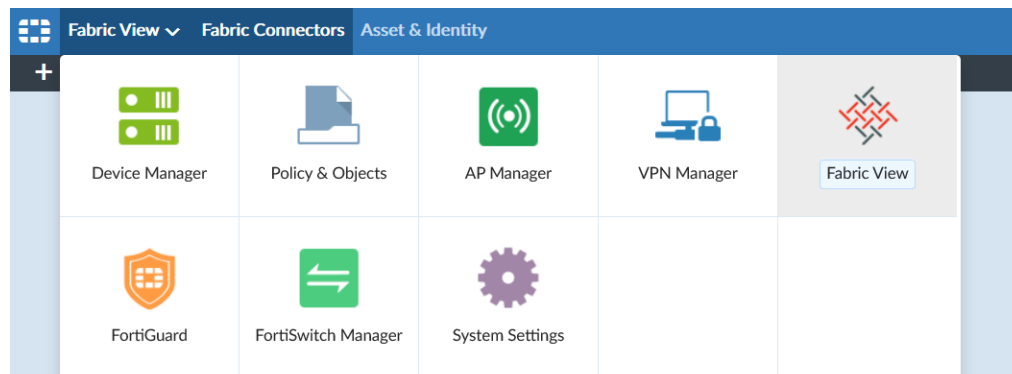 Fabric View Fabric Connectors Asset & Identity
+
Device Manager Policy & Objects AP Manager VPN Manager Fabric View
FortiGuard FortiSwitch Manager System Settings